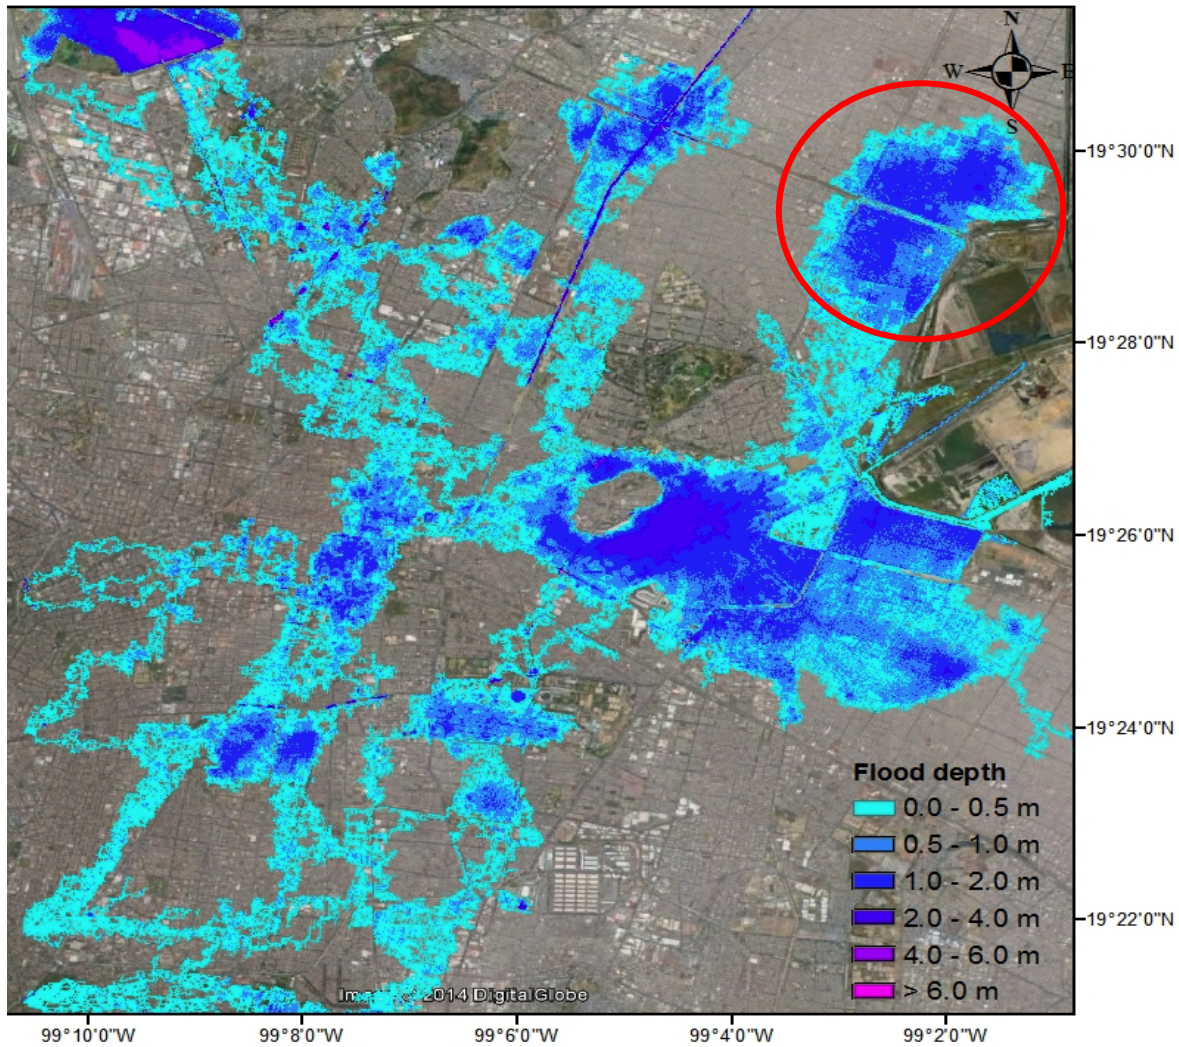 N
W
E
S
19°30'0"N
19°28'0"N
19°26'0"N
19°24'0"N
19°22'0"N
Flood depth
0.0 - 0.5 m
0.5 - 1.0 m
1.0 - 2.0 m
2.0 - 4.0 m
4.0 - 6.0 m
> 6.0 m
2014 DigitalGlobe
99°10'0"W
99°8'0"W
99°6'0"W
99°4'0"W
99°2'0"W